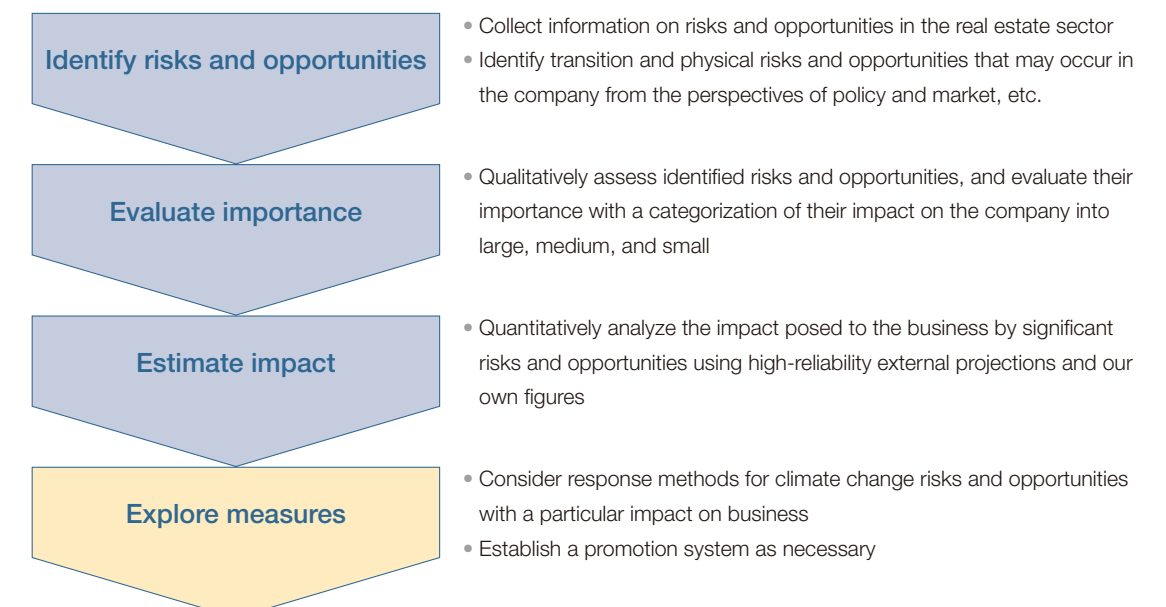 Identify risks and opportunities
• Collect information on risks and opportunities in the real estate sector
• Identify transition and physical risks and opportunities that may occur in
the company from the perspectives of policy and market, etc.
Evaluate importance
• Qualitatively assess identified risks and opportunities, and evaluate their
importance with a categorization of their impact on the company into
large, medium, and small
Estimate impact
• Quantitatively analyze the impact posed to the business by significant
risks and opportunities using high-reliability external projections and our
own figures
Explore measures
• Consider response methods for climate change risks and opportunities
with a particular impact on business
• Establish a promotion system as necessary